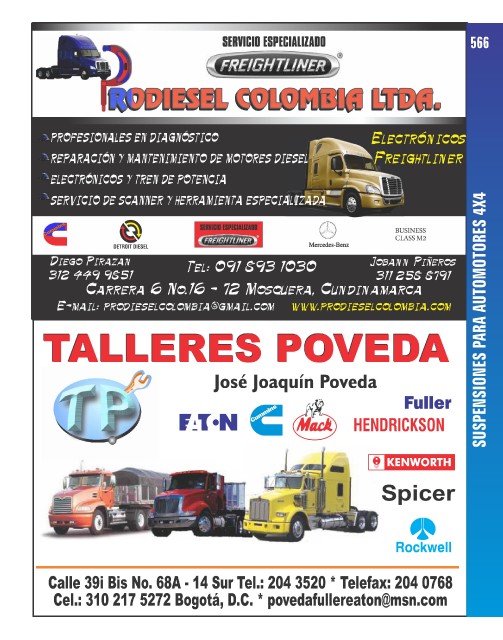 566
SUSPENSIONES PARA AUTOMOTORES 4X4
SERVICIO ESPECIALIZADO
FREIGHTLINER®
PRODIESEL COLOMBIA LTDA.
PROFESIONALES EN DIAGNÓSTICO
REPARACIÓN Y MANTENIMIENTO DE MOTORES DIESEL
ELECTRÓNICOS Y TREN DE POTENCIA
SERVICIO DE SCANNER Y HERRAMIENTA ESPECIALIZADA
ELECTRÓNICOS
FREIGHTLINER
DETROIT DIESEL
SERVICIO ESPECIALIZADO
FREIGHTLINER
Mercedes-Benz
BUSINESS
CLASS M2
DIEGO PIRAZAN
312 449 9851
TEL: 091 893 1030
JOBANN PIÑEROS
311 258 8791
CARRERA 6 NO.16 - 72 MOSQUERA, CUNDINAMARCA
E-MAIL: PRODIESELCOLOMBIA@GMAIL.COM WWW.PRODIESELCOLOMBIA.COM
TALLERES POVEDA
TP
José Joaquín Poveda
EATON
Cummins
Mack
Fuller
HENDRICKSON
KENWORTH
Spicer
Rockwell
Calle 39i Bis No. 68A - 14 Sur Tel.: 204 3520 * Telefax: 204 0768
Cel.: 310 217 5272 Bogotá, D.C. * povedafullereaton@msn.com